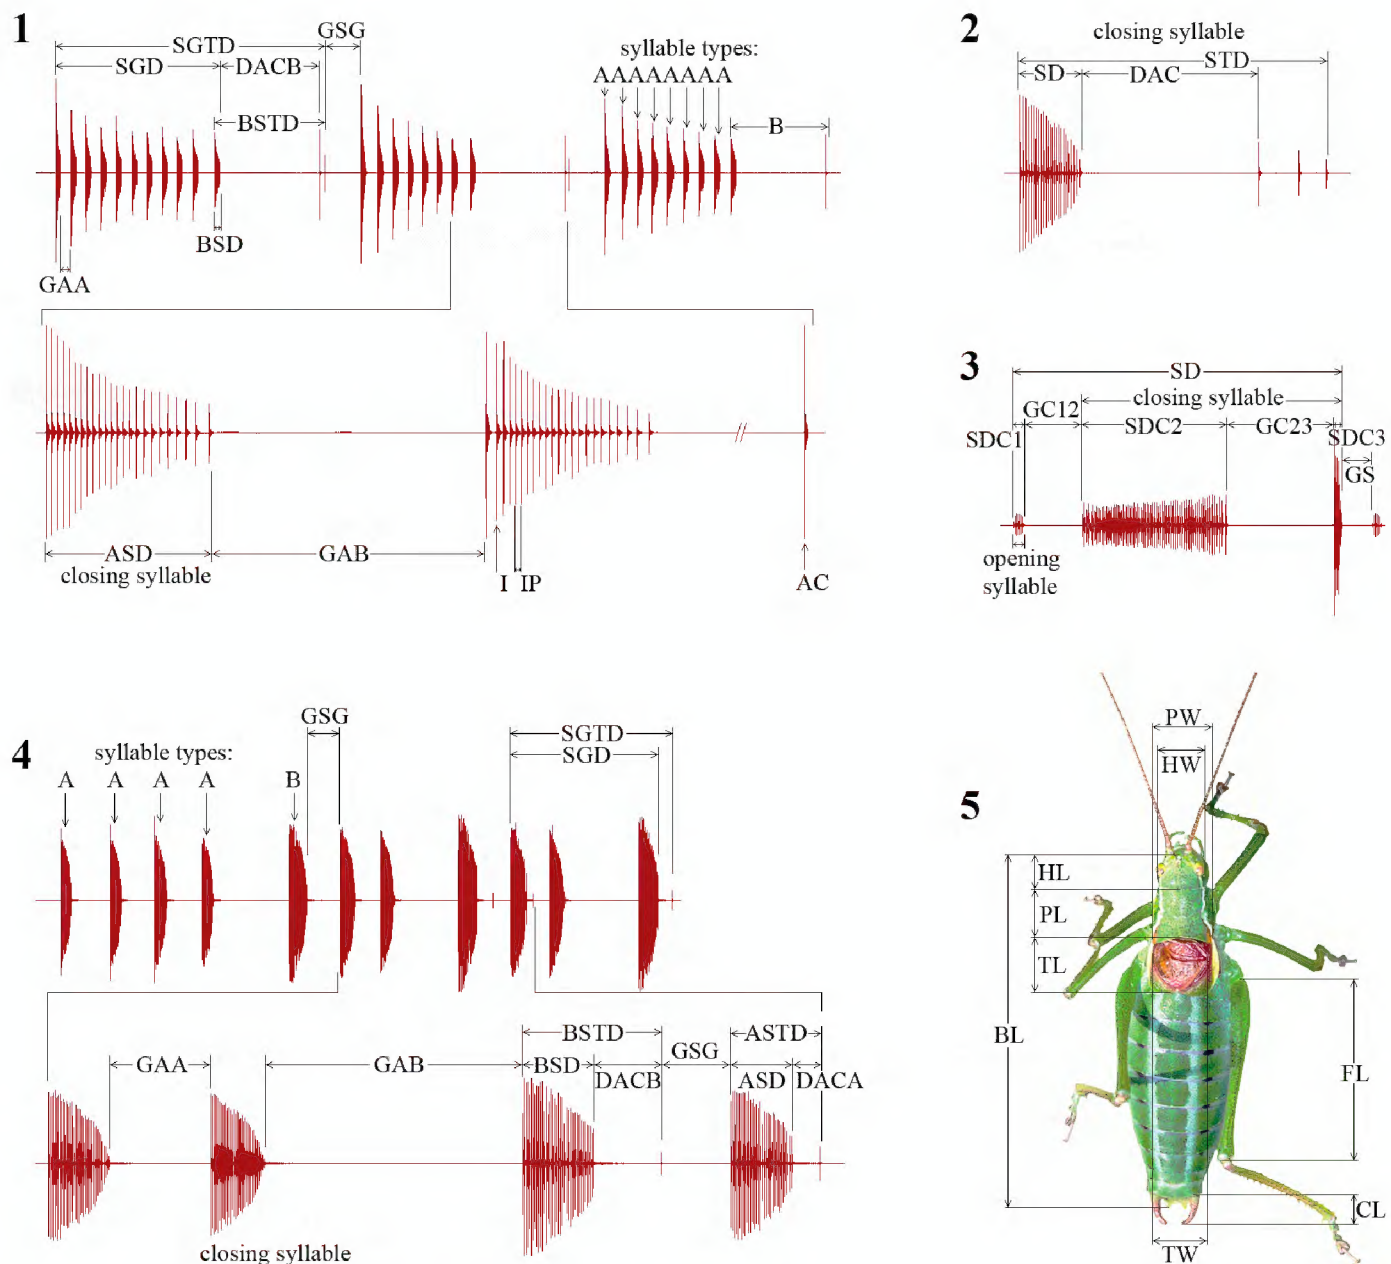 1
SGTD GSG
SGD DACB
BSTD
syllable types:
A A A A A A A A
B
BSD
GAA
ASD GAB
closing syllable
I IP
AC
2
closing syllable
STD
SD DAC
3
SD
closing syllable
GC12
SDC2 GC23
SDC1 SDC3
GS
opening
syllable
4
GSG
syllable types:
A A A A B
SGTD
SGD
GAA GAB
BSTD ASTD
BSD GSG
DACB ASD DACA
closing syllable
5
PW
HW
HL
PL
TL
BL
FL
CL
TW